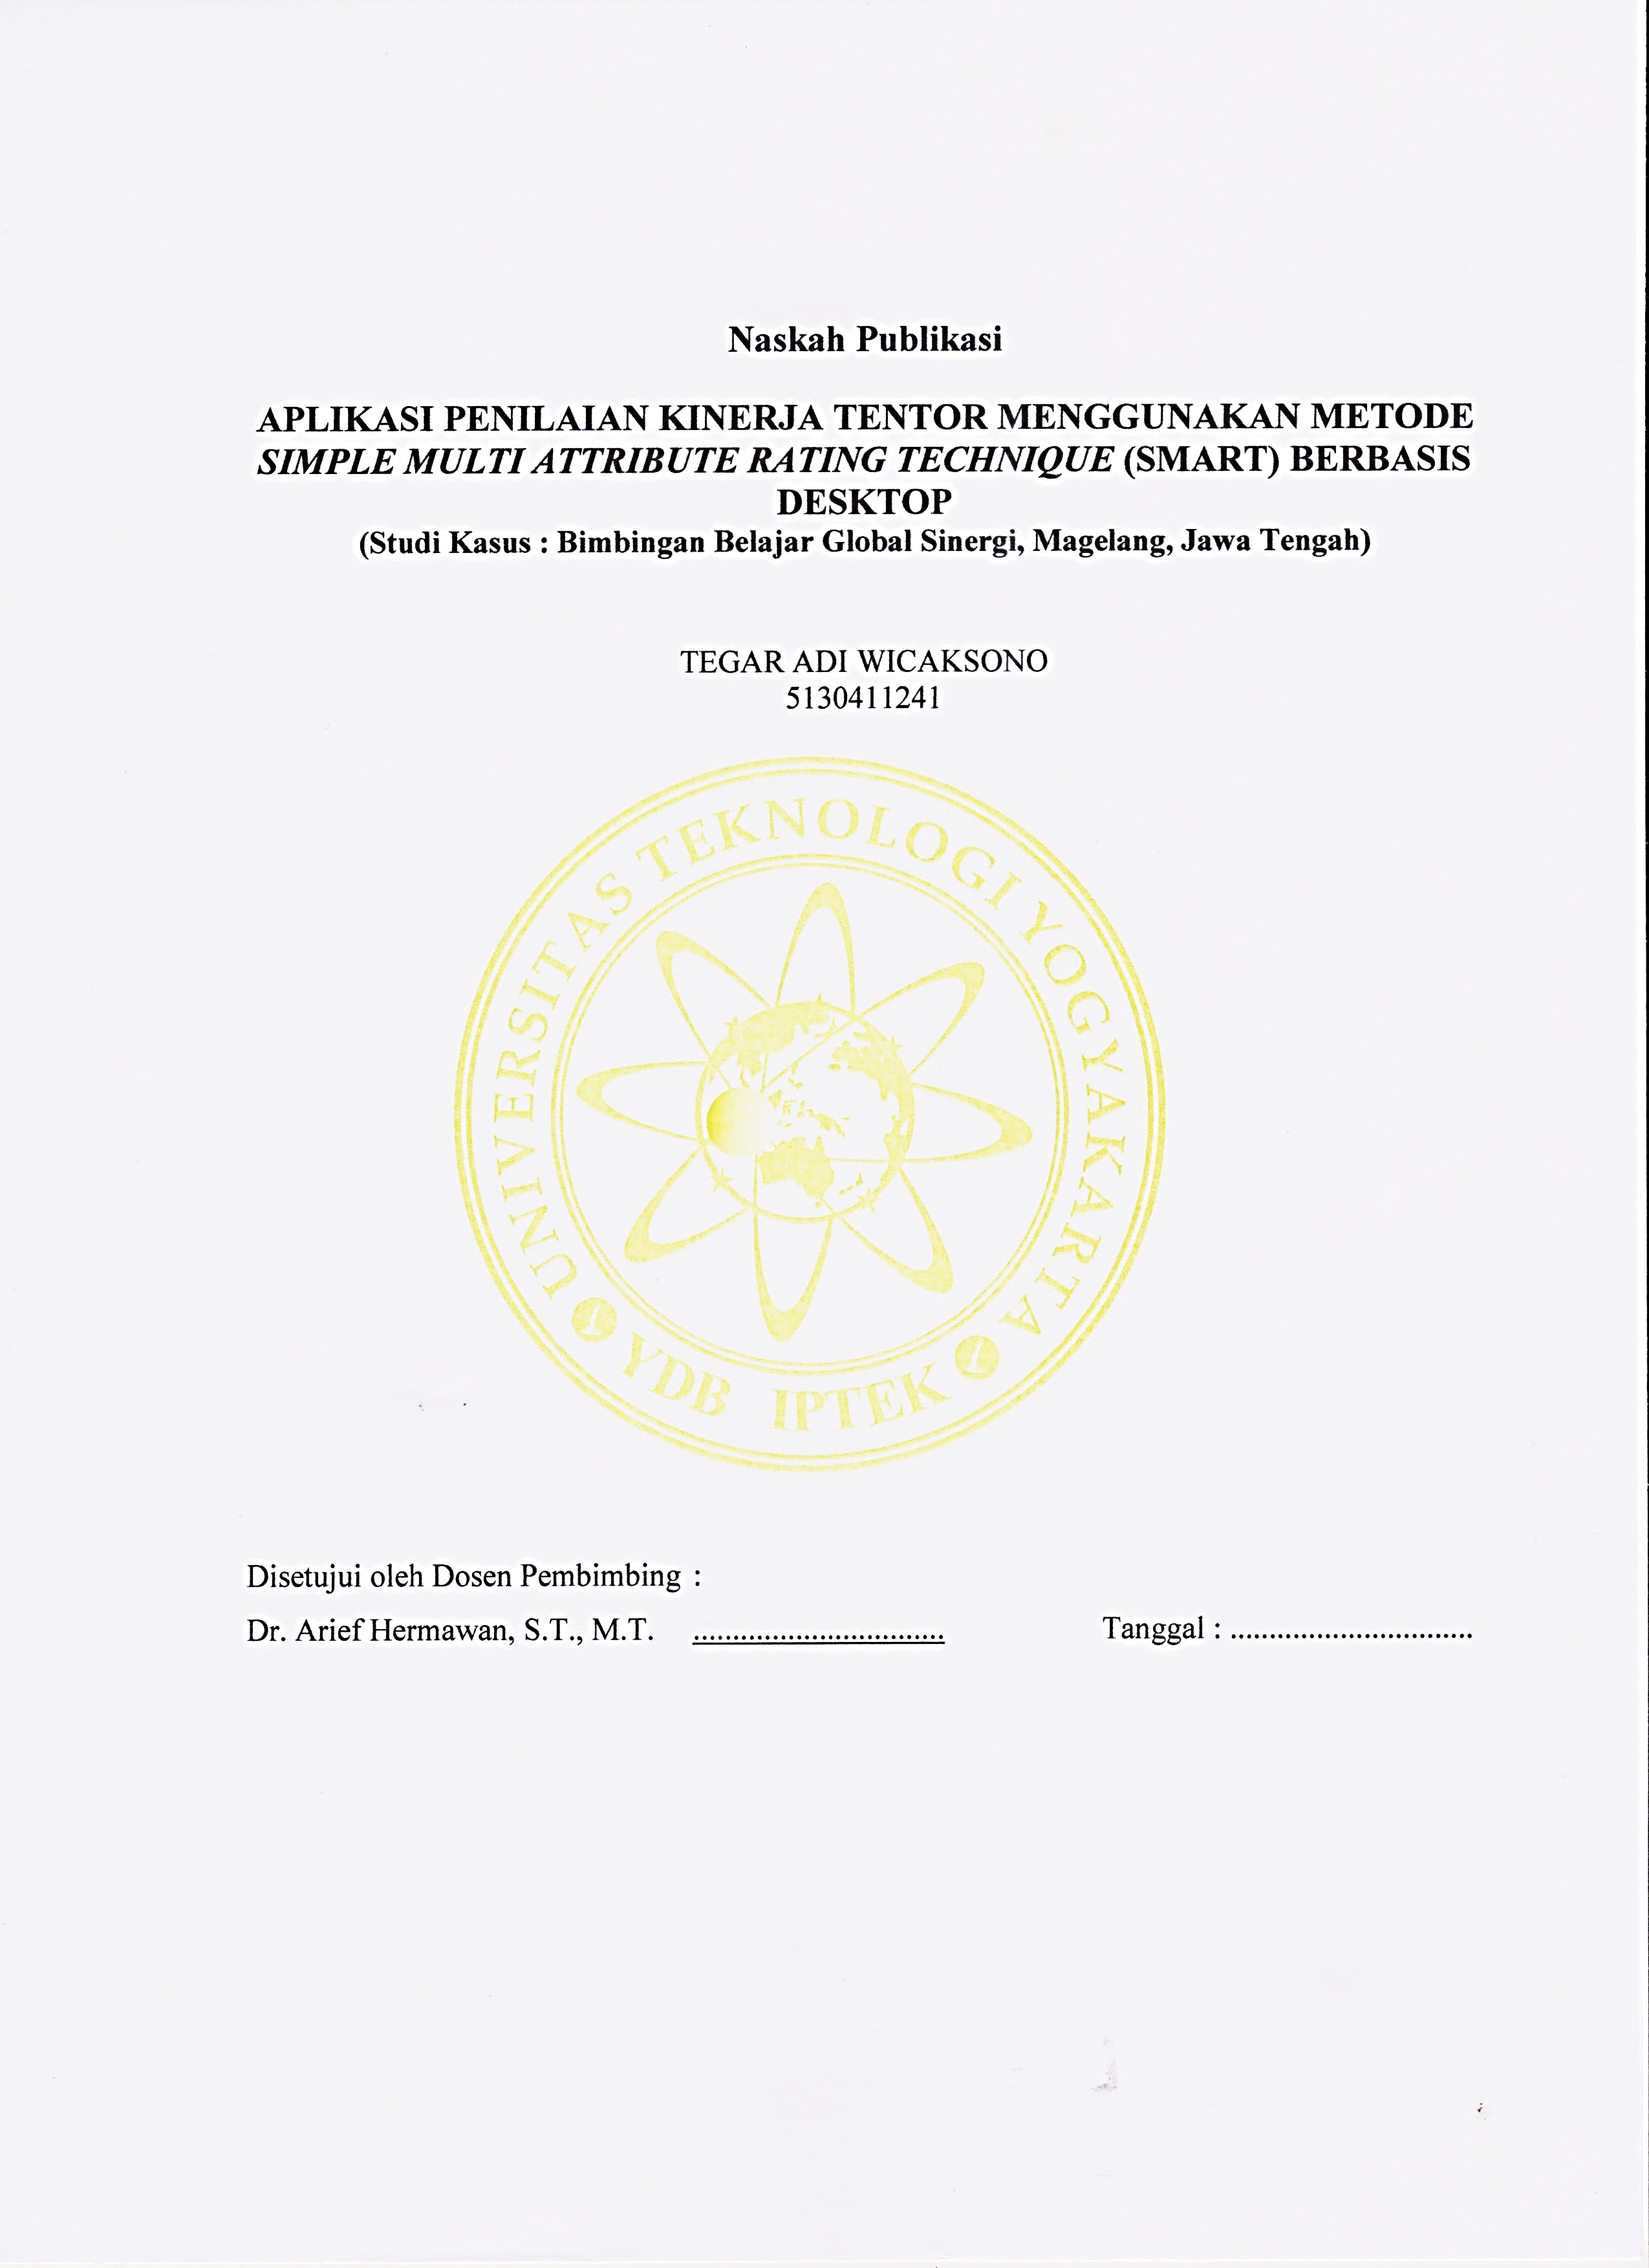 Naskah Publikasi
APLIKASI PENILAIAN KINERJA TENTOR MENGGUNAKAN METODE
SIMPLE MULTI ATTRIBUTE RATING TECHNIQUE (SMART) BERBASIS
DESKTOP
(Studi Kasus : Bimbingan Belajar Global Sinergi, Magelang, Jawa Tengah)
TEGAR ADI WICAKSONO
5130411241
UNIVERSITAS TEKNOLOGI YOGYAKARTA
YDB IPTEK
Disetujui oleh Dosen Pembimbing :
Dr. Arief Hermawan, S.T., M.T. ................................ Tanggal : ...............................